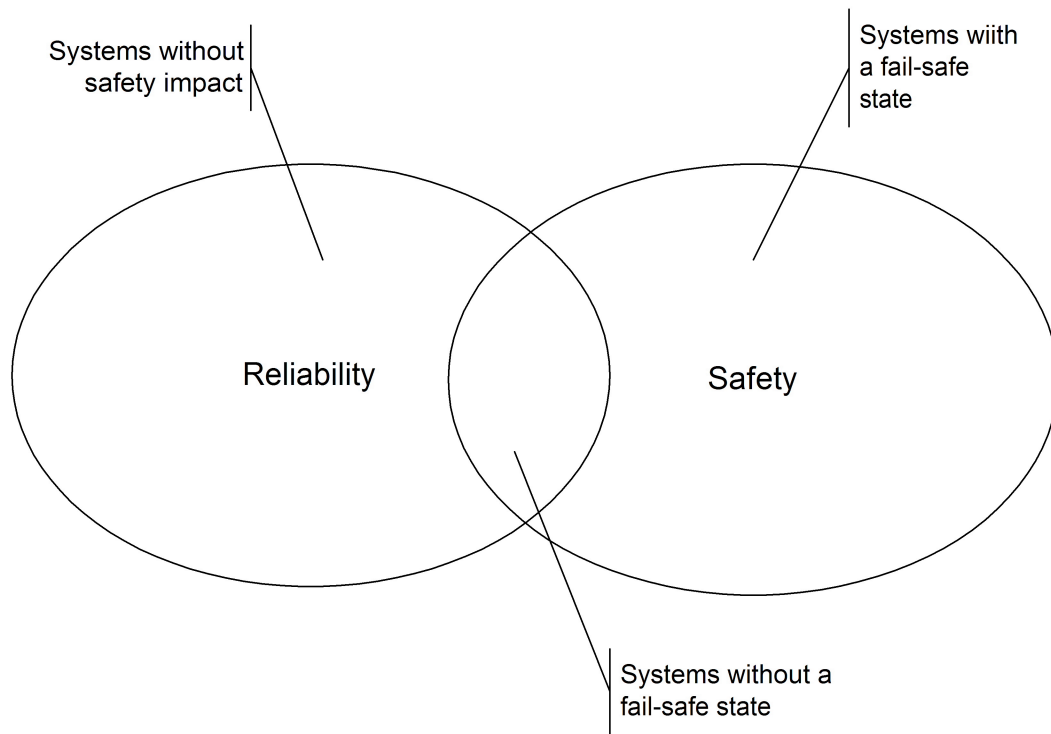 Systems without
safety impact
Systems wiith
a fail-safe
state
Reliability
Safety
Systems without a
fail-safe state